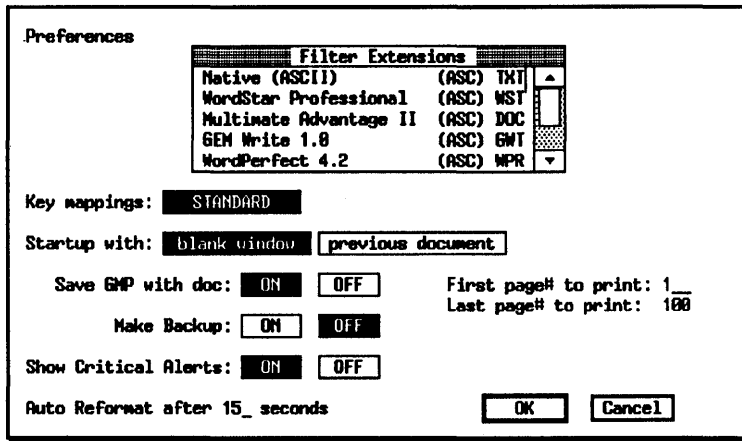 Preferences
Filter Extensions
Native (ASCII) (ASC) TXT
WordStar Professional (ASC) WST
Multimate Advantage II (ASC) DOC
GEM Write 1.0 (ASC) GWT
WordPerfect 4.2 (ASC) WPR
Key mappings: STANDARD
Startup with: blank window previous document
Save GMP with doc: ON OFF First page# to print: 1__
Last page# to print: 100
Make Backup: ON OFF
Show Critical Alerts: ON OFF
Auto Reformat after 15_ seconds OK Cancel